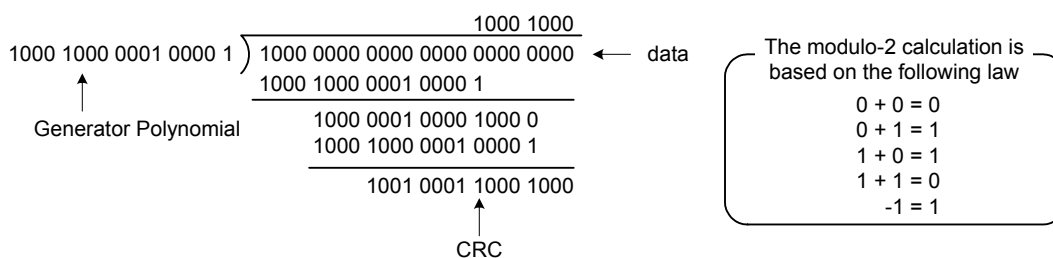 1000 1000
1000 1000 0001 0000 1
1000 0000 0000 0000 0000 0000
data
1000 1000 0001 0000 1
Generator Polynomial
1000 0001 0000 1000 0
1000 1000 0001 0000 1
1001 0001 1000 1000
CRC
The modulo-2 calculation is
based on the following law
0 + 0 = 0
0 + 1 = 1
1 + 0 = 1
1 + 1 = 0
-1 = 1